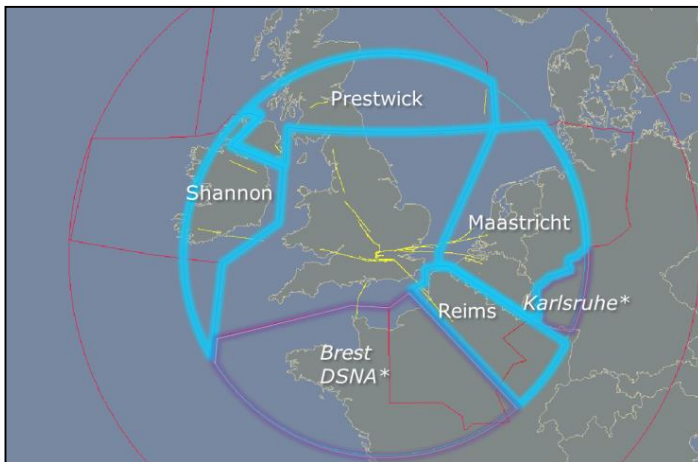 Prestwick
Shannon
Maastricht
Karlsruhe*
Reims
Brest
DSNA*